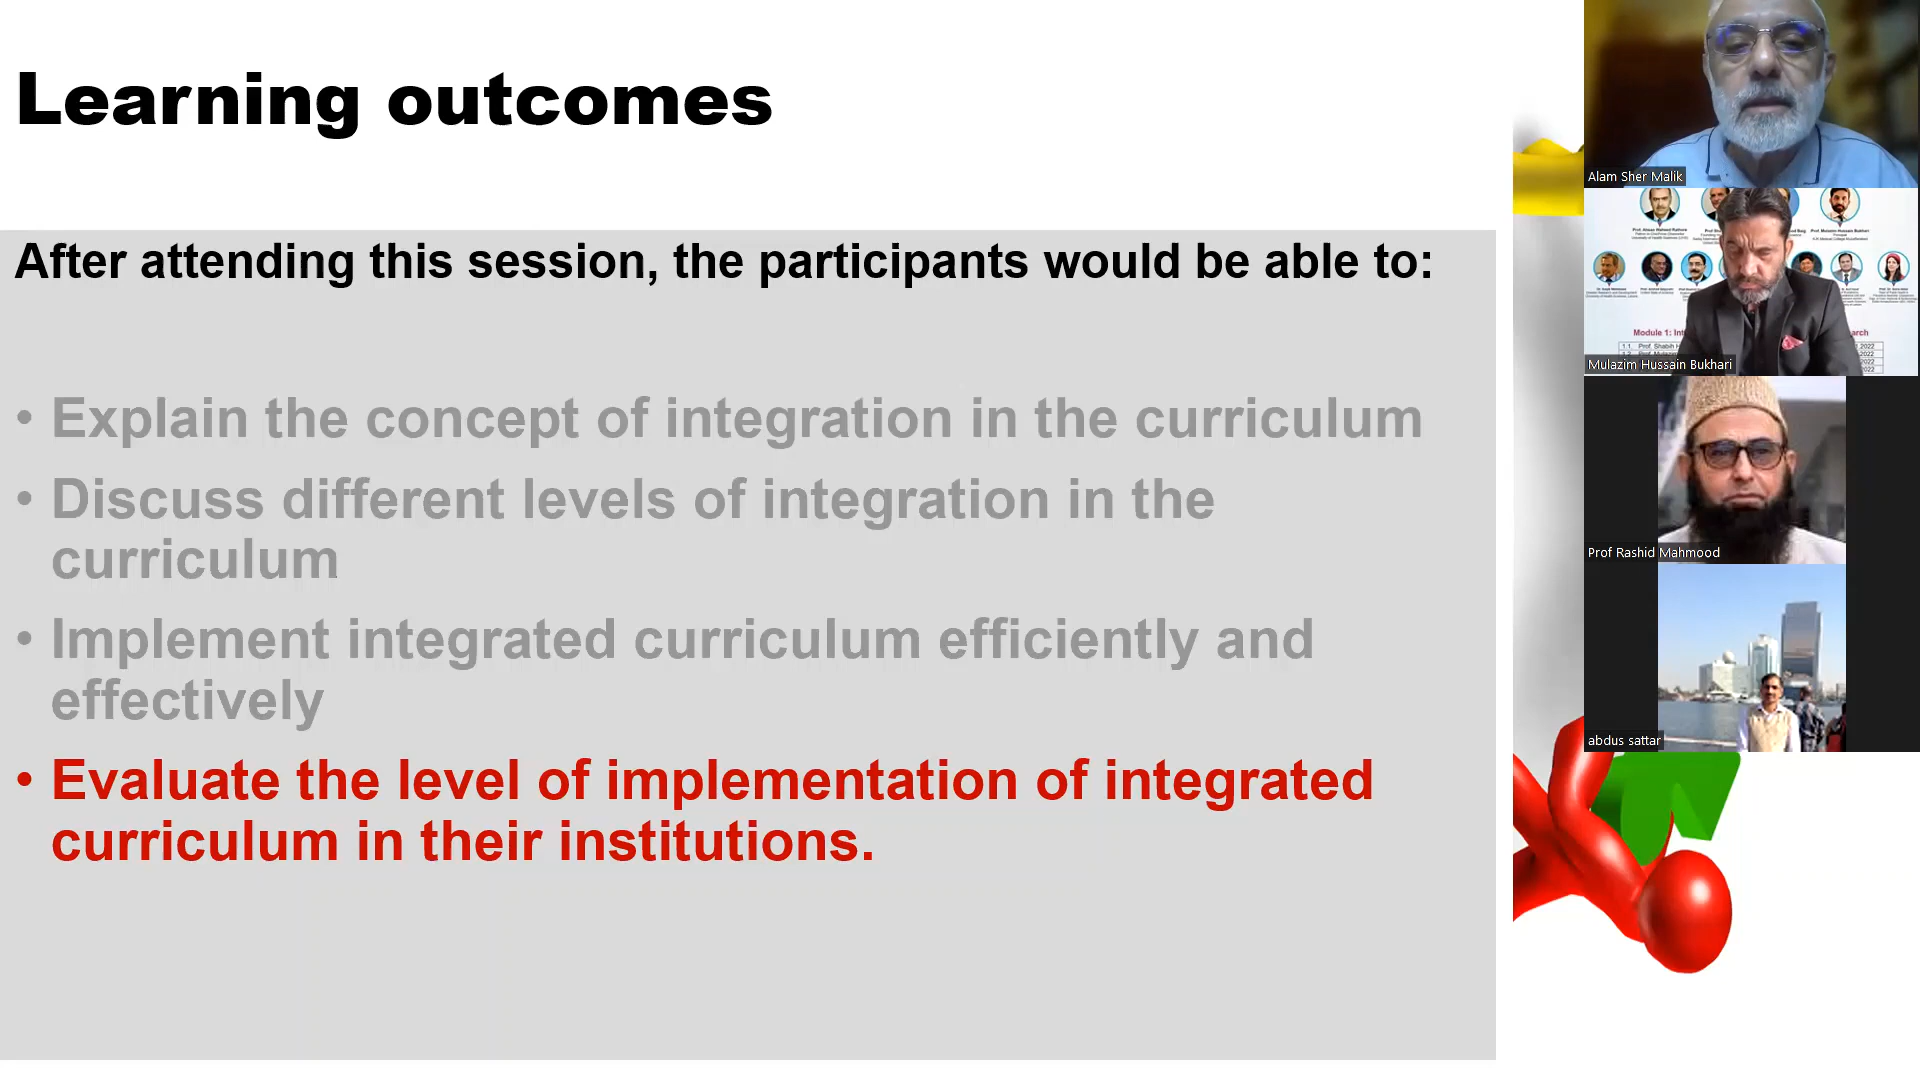 Learning outcomes
After attending this session, the participants would be able to:
• Explain the concept of integration in the curriculum
• Discuss different levels of integration in the
curriculum
• Implement integrated curriculum efficiently and
effectively
• Evaluate the level of implementation of integrated
curriculum in their institutions.
Alam Sher Malik
Module 1:
Mulazim Hussain Bukhari
Prof Rashid Mahmood
abdus sattar